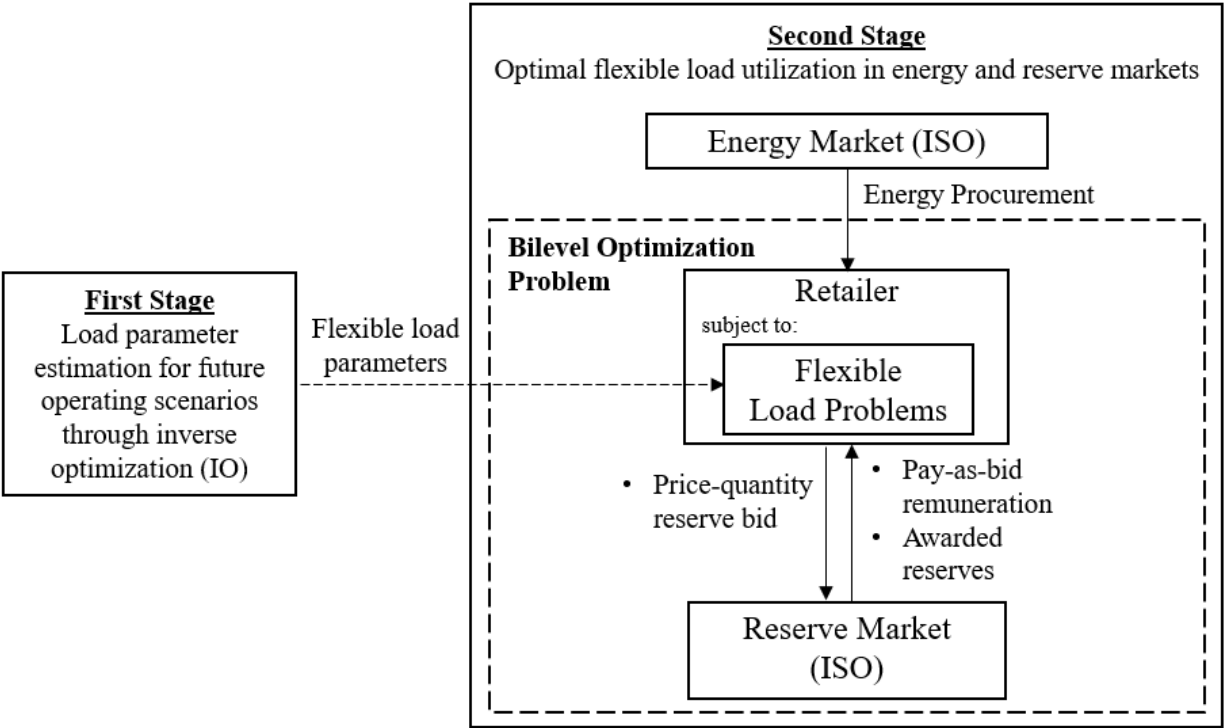 Second Stage
Optimal flexible load utilization in energy and reserve markets
Energy Market (ISO)
Energy Procurement
Bilevel Optimization
Problem
Retailer
subject to:
Flexible
Load Problems
First Stage
Load parameter
estimation for future
operating scenarios
through inverse
optimization (IO)
Flexible load
parameters
• Price-quantity
reserve bid
• Pay-as-bid
remuneration
• Awarded
reserves
Reserve Market
(ISO)